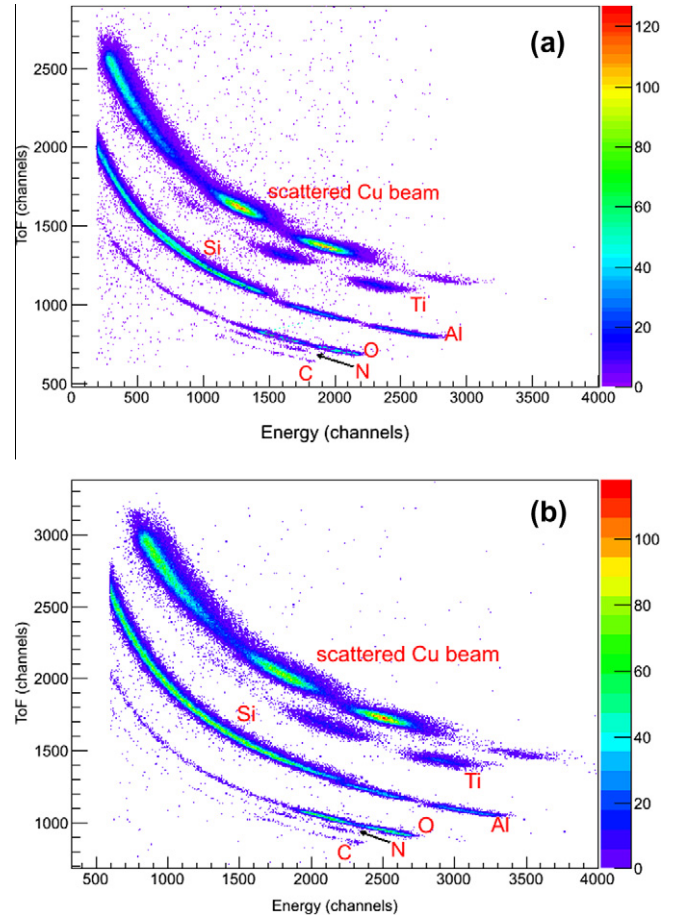 (a)
2500
2000
1500
1000
500
ToF (channels)
scattered Cu beam
Si
Ti
Al
O
N
C
0 500 1000 1500 2000 2500 3000 3500 4000
Energy (channels)
120
100
80
60
40
20
0
(b)
3000
2500
2000
1500
1000
ToF (channels)
scattered Cu beam
Si
Ti
Al
O
N
C
500 1000 1500 2000 2500 3000 3500 4000
Energy (channels)
100
80
60
40
20
0